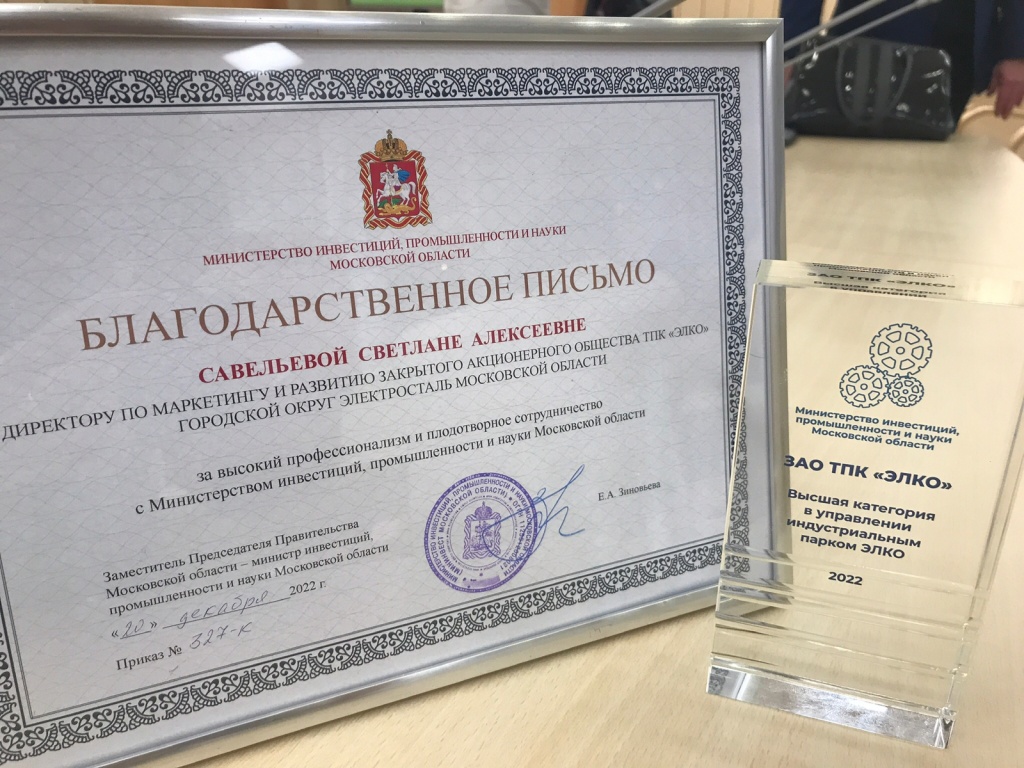 МИНИСТЕРСТВО ИНВЕСТИЦИЙ, ПРОМЫШЛЕННОСТИ И НАУКИ
МОСКОВСКОЙ ОБЛАСТИ
БЛАГОДАРСТВЕННОЕ ПИСЬМО
САВЕЛЬЕВОЙ СВЕТЛАНЕ АЛЕКСЕЕВНЕ
ДИРЕКТОРУ ПО МАРКЕТИНГУ И РАЗВИТИЮ ЗАКРЫТОГО АКЦИОНЕРНОГО ОБЩЕСТВА ТПК «ЭЛКО»
ГОРОДСКОЙ ОКРУГ ЭЛЕКТРОСТАЛЬ МОСКОВСКОЙ ОБЛАСТИ
за высокий профессионализм и плодотворное сотрудничество
с Министерством инвестиций, промышленности и науки Московской области
Заместитель Председателя Правительства
Московской области – министр инвестиций,
промышленности и науки Московской области
Е.А. Зиновьева
«20» декабря 2022 г.
Приказ № 327-к
ЗАО ТПК «ЭЛКО»
Министерство инвестиций,
промышленности и науки
Московской области
ЗАО ТПК «ЭЛКО»
Высшая категория
в управлении
индустриальным
парком ЭЛКО
2022